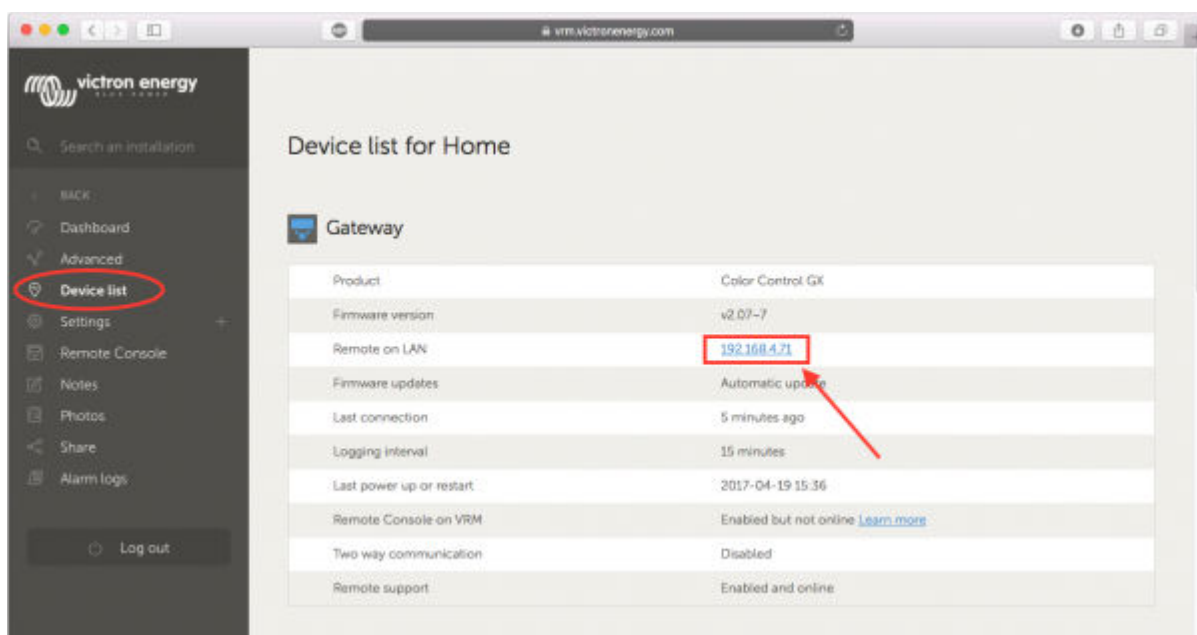 vrm.victronenergy.com
victron energy
BLUE POWER
Search an installation
BACK
Dashboard
Advanced
Device list
Settings
Remote Console
Notes
Photos
Share
Alarm logs
Log out
Device list for Home
Gateway
Product Color Control GX
Firmware version v2.07-7
Remote on LAN 192.168.4.71
Firmware updates Automatic update
Last connection 5 minutes ago
Logging interval 15 minutes
Last power up or restart 2017-04-19 15:36
Remote Console on VRM Enabled but not online Learn more
Two way communication Disabled
Remote support Enabled and online